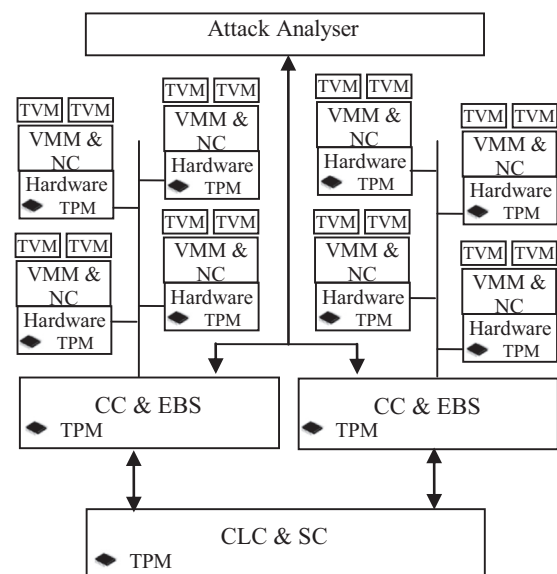 Attack Analyser
TVM TVM
VMM &
NC
Hardware
TPM
TVM TVM
VMM &
NC
Hardware
TPM
TVM TVM
VMM &
NC
Hardware
TPM
TVM TVM
VMM &
NC
Hardware
TPM
TVM TVM
VMM &
NC
Hardware
TPM
TVM TVM
VMM &
NC
Hardware
TPM
TVM TVM
VMM &
NC
Hardware
TPM
TVM TVM
VMM &
NC
Hardware
TPM
CC & EBS
TPM
CC & EBS
TPM
CLC & SC
TPM